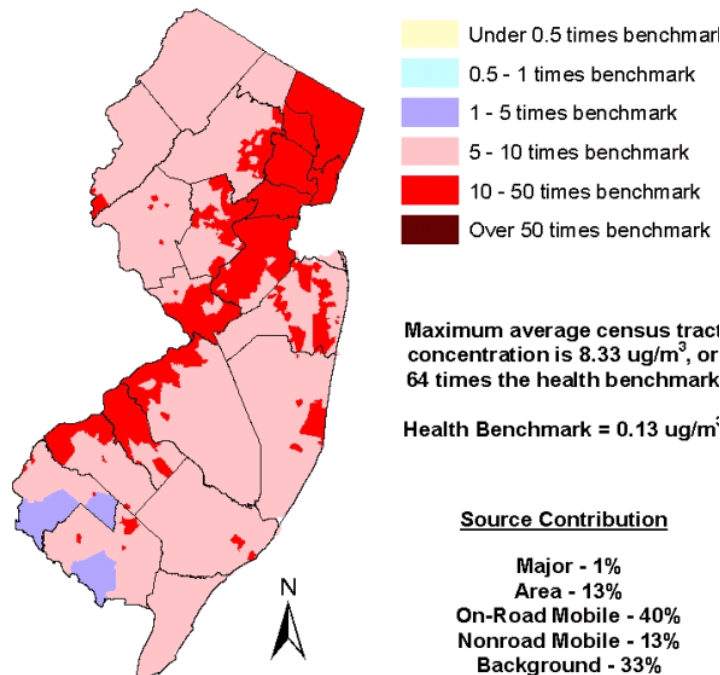 Under 0.5 times benchmark
0.5 - 1 times benchmark
1 - 5 times benchmark
5 - 10 times benchmark
10 - 50 times benchmark
Over 50 times benchmark
Maximum average census tract
concentration is 8.33 ug/m³, or
64 times the health benchmark
Health Benchmark = 0.13 ug/m³
Source Contribution
Major - 1%
Area - 13%
On-Road Mobile - 40%
Nonroad Mobile - 13%
Background - 33%
N